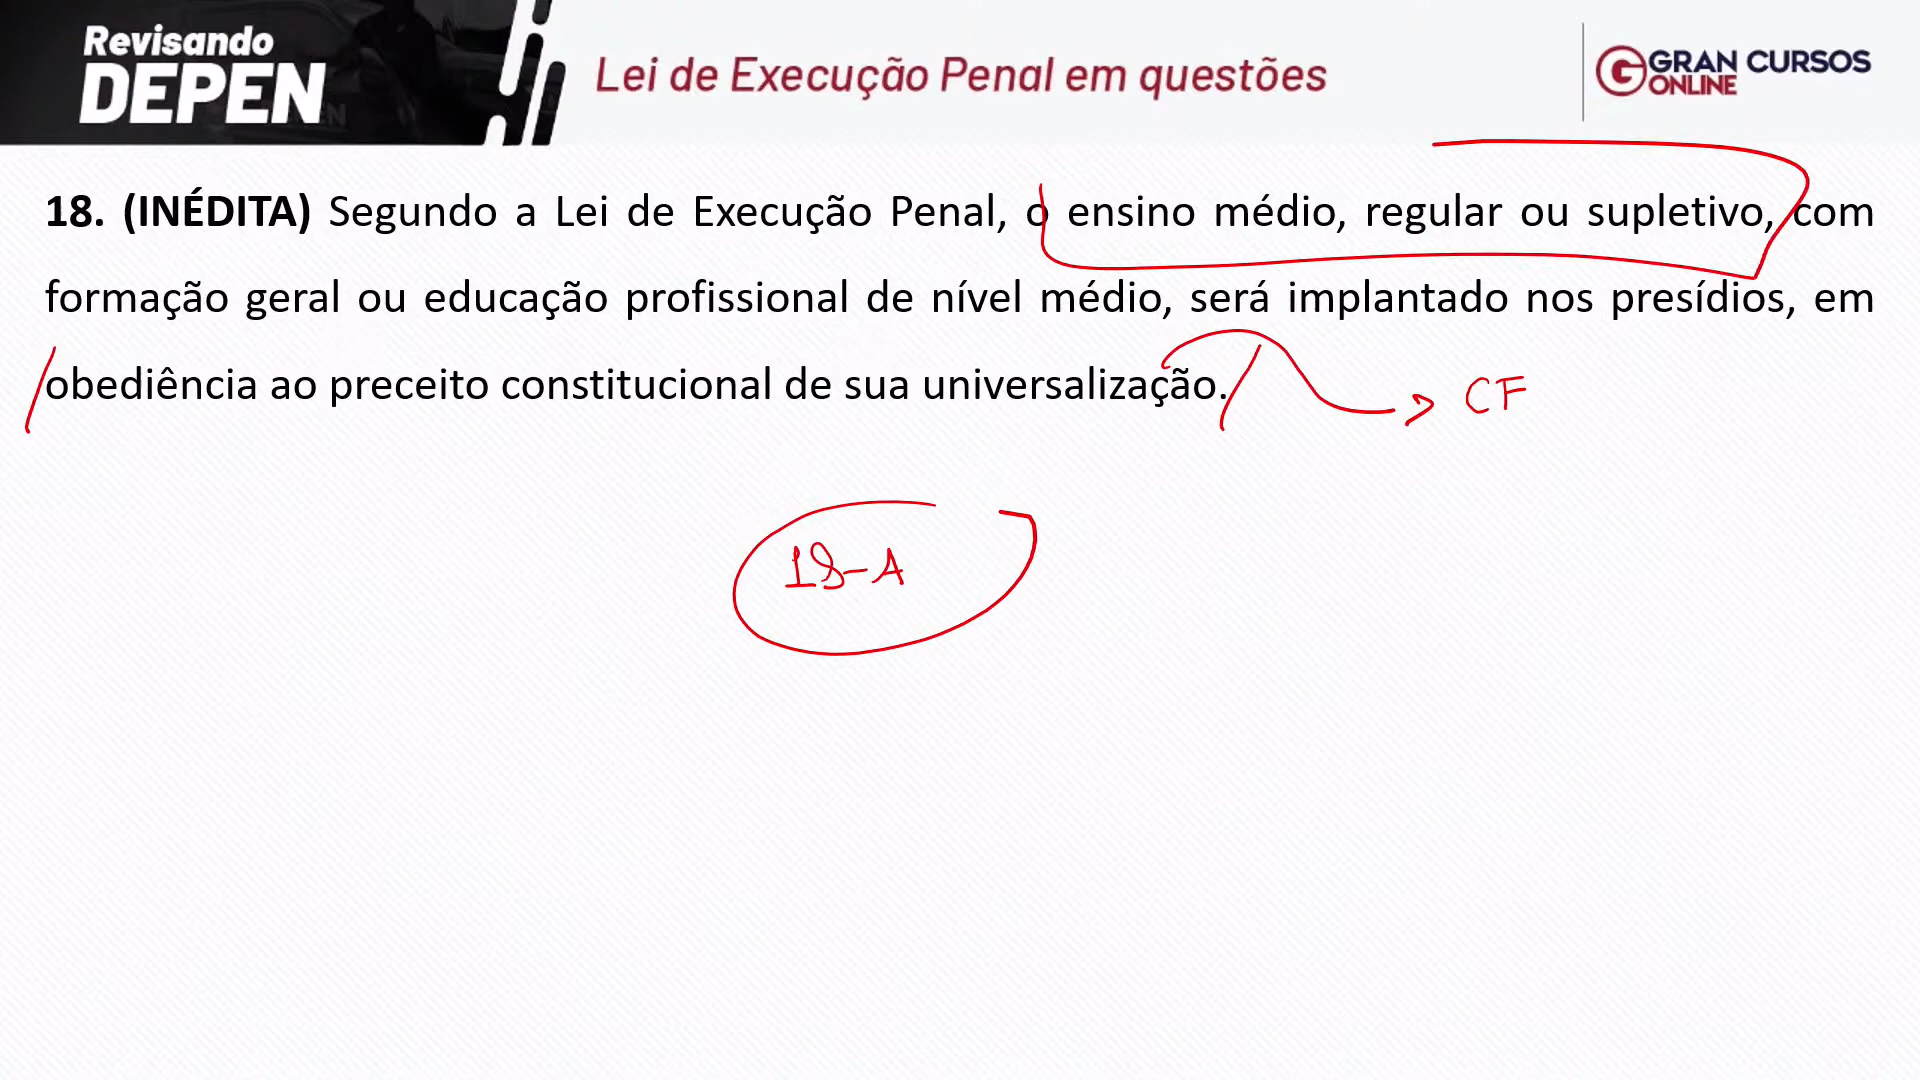 Revisando
DEPEN
Lei de Execução Penal em questões
GRAN CURSOS
ONLINE
18. (INÉDITA) Segundo a Lei de Execução Penal, o ensino médio, regular ou supletivo, com
formação geral ou educação profissional de nível médio, será implantado nos presídios, em
obediência ao preceito constitucional de sua universalização.
CF
18-A